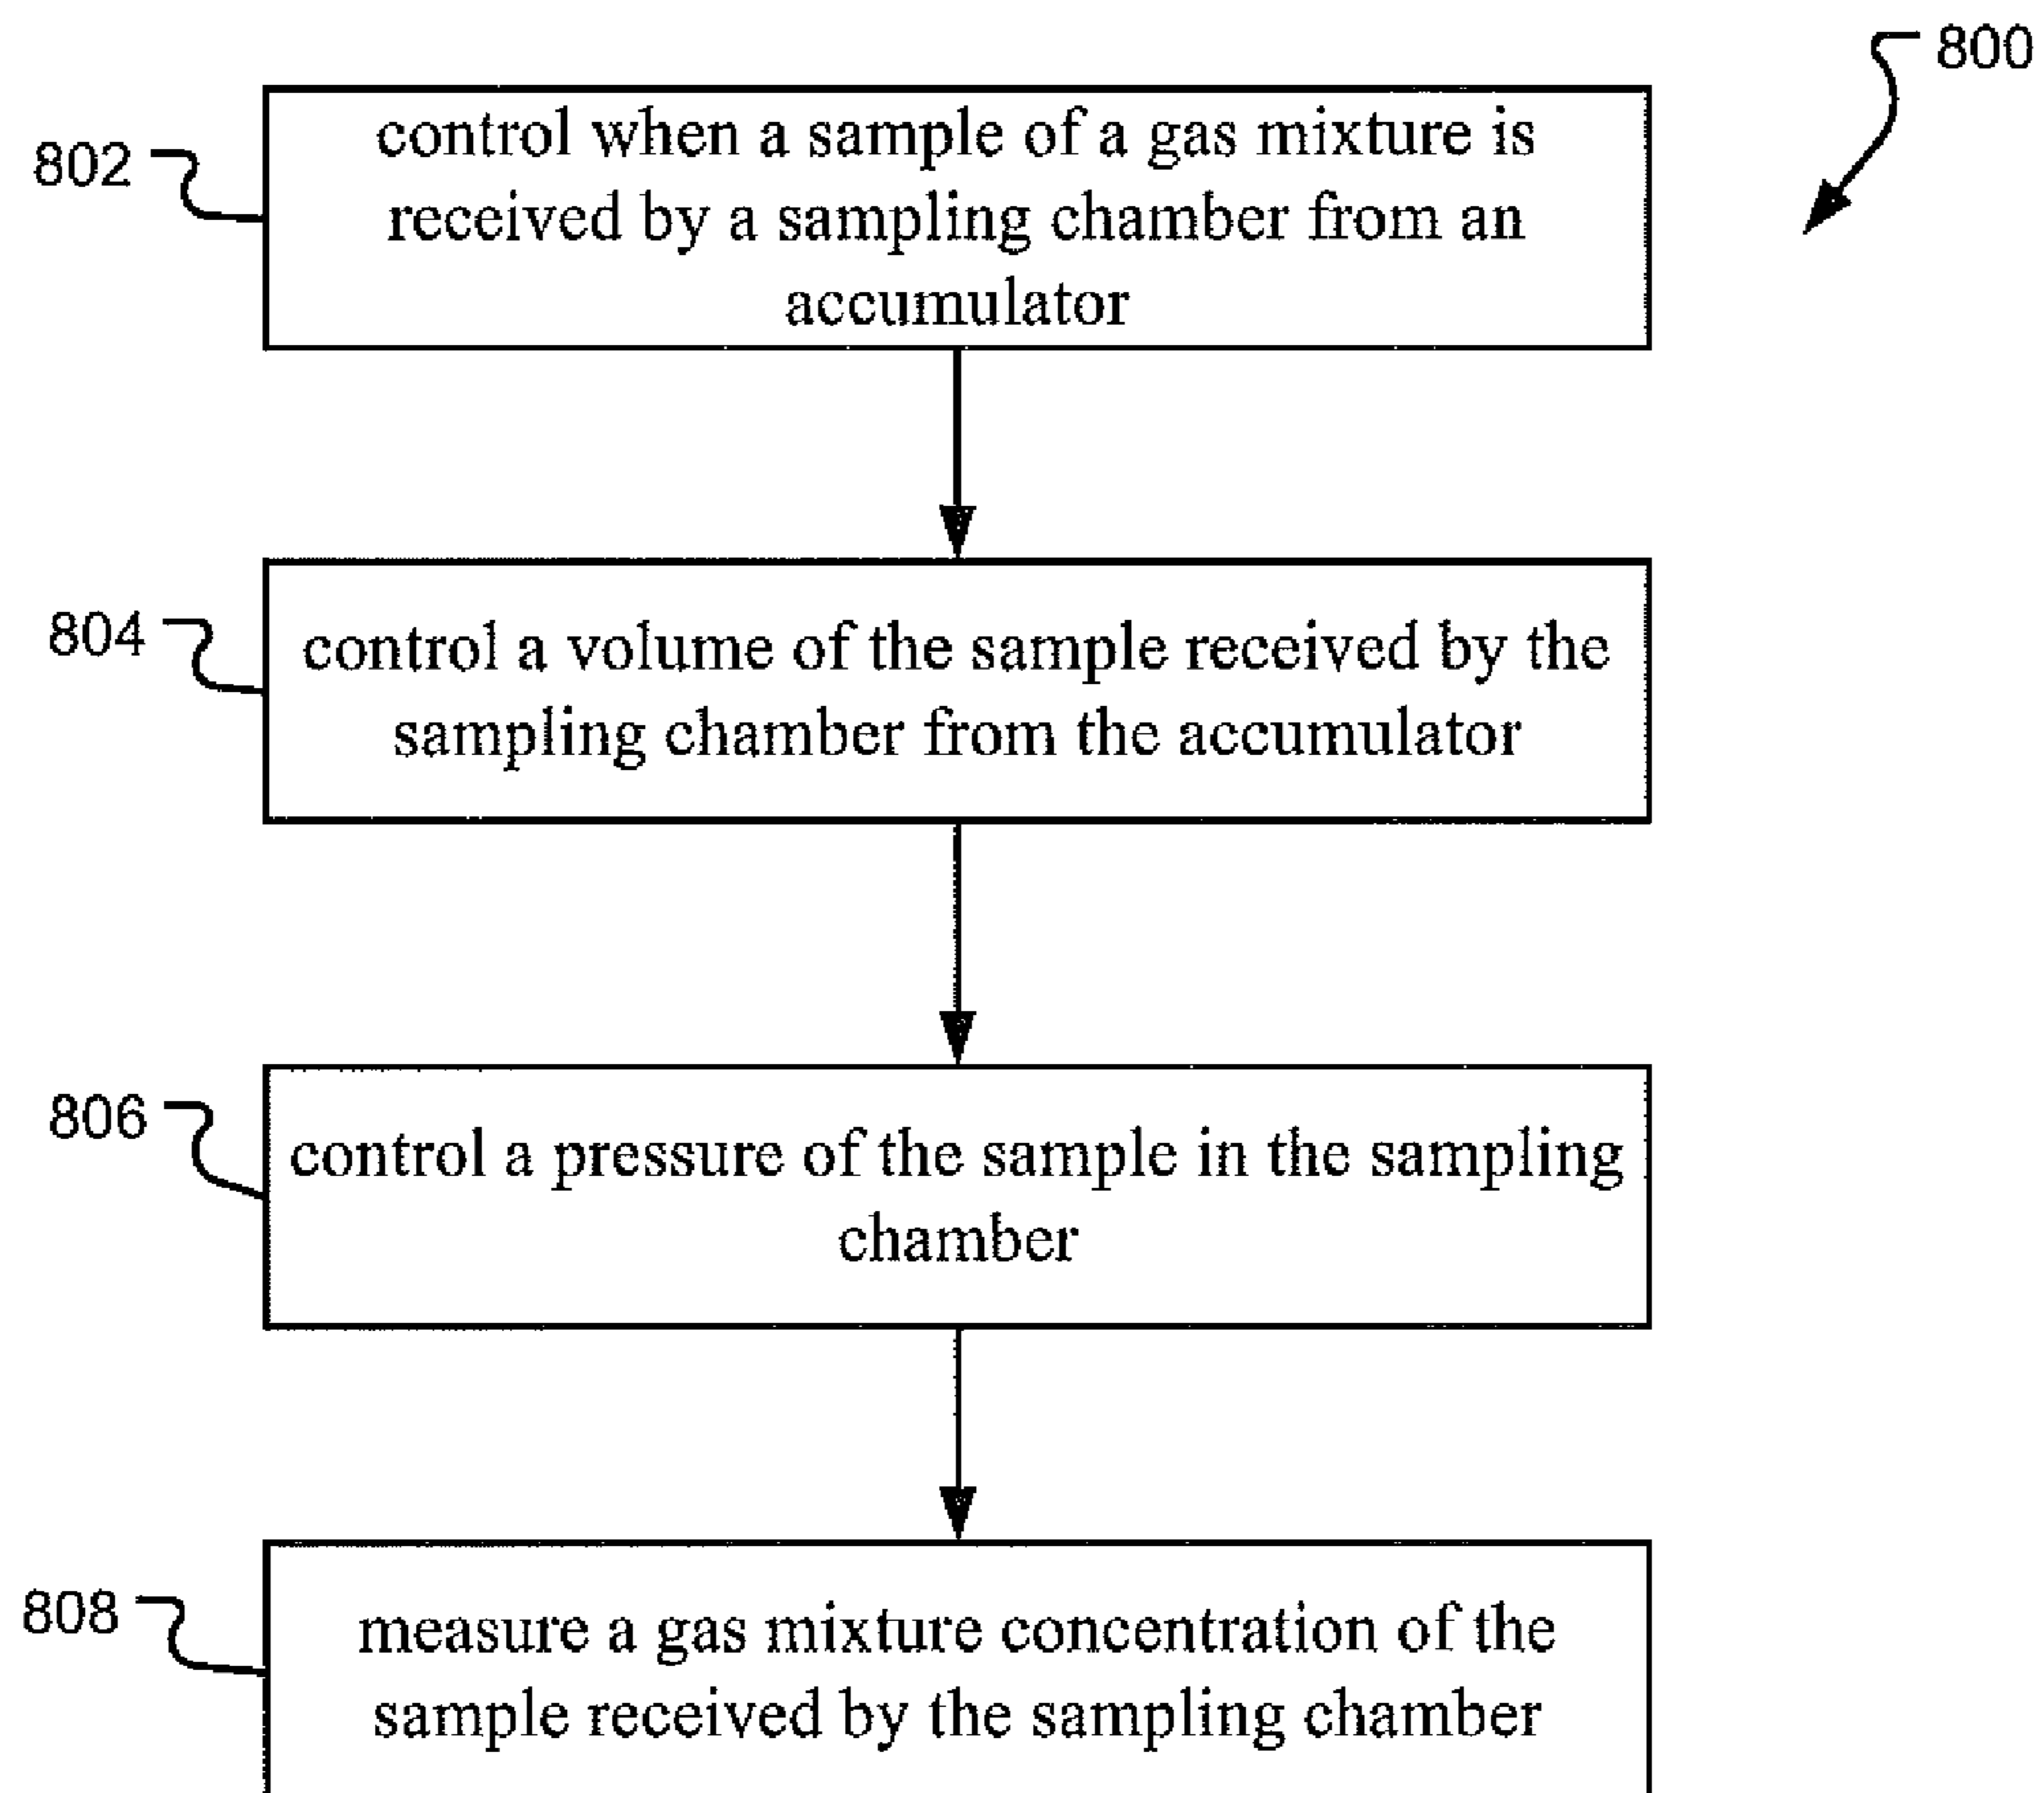 800
802
control when a sample of a gas mixture is
received by a sampling chamber from an
accumulator
804
control a volume of the sample received by the
sampling chamber from the accumulator
806
control a pressure of the sample in the sampling
chamber
808
measure a gas mixture concentration of the
sample received by the sampling chamber